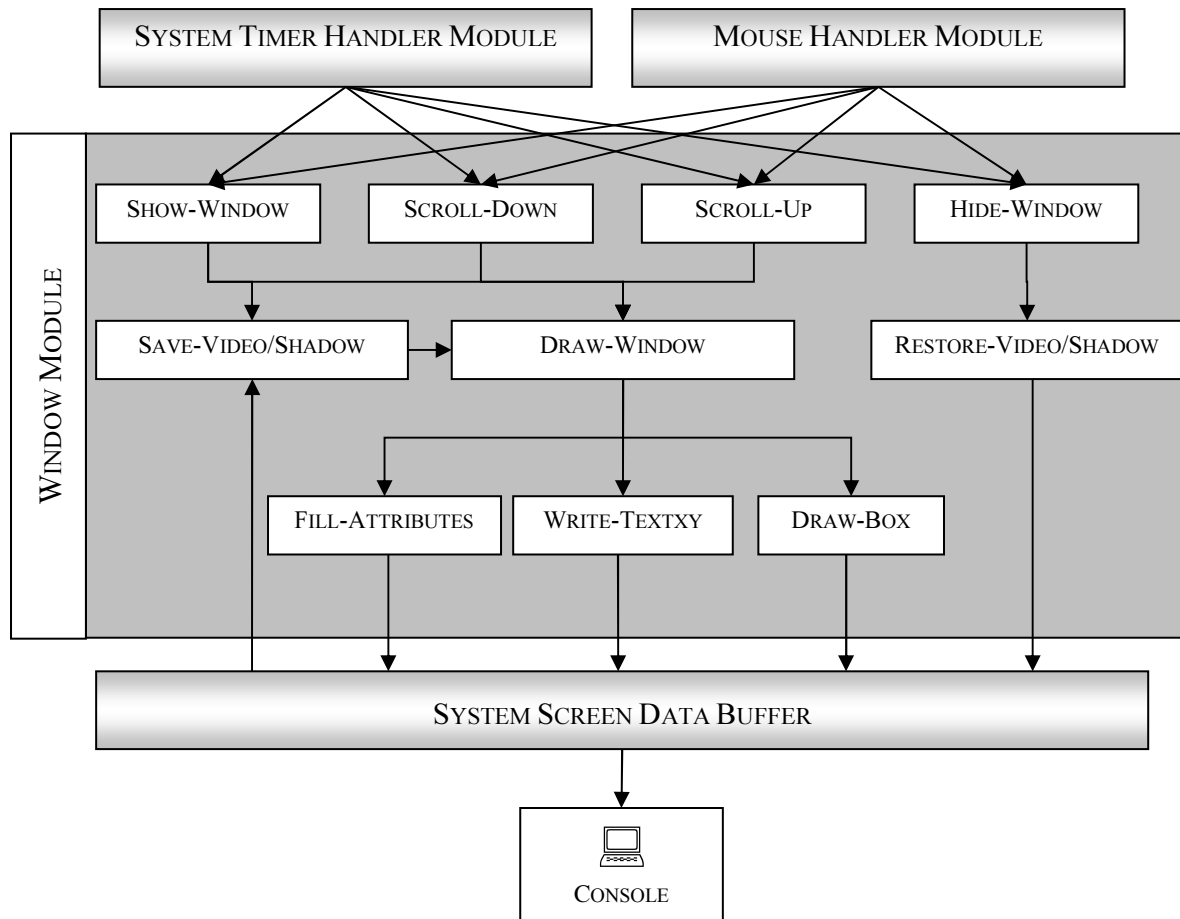 SYSTEM TIMER HANDLER MODULE
MOUSE HANDLER MODULE
WINDOW MODULE
SHOW-WINDOW
SCROLL-DOWN
SCROLL-UP
HIDE-WINDOW
SAVE-VIDEO/SHADOW
DRAW-WINDOW
RESTORE-VIDEO/SHADOW
FILL-ATTRIBUTES
WRITE-TEXTXY
DRAW-BOX
SYSTEM SCREEN DATA BUFFER
CONSOLE